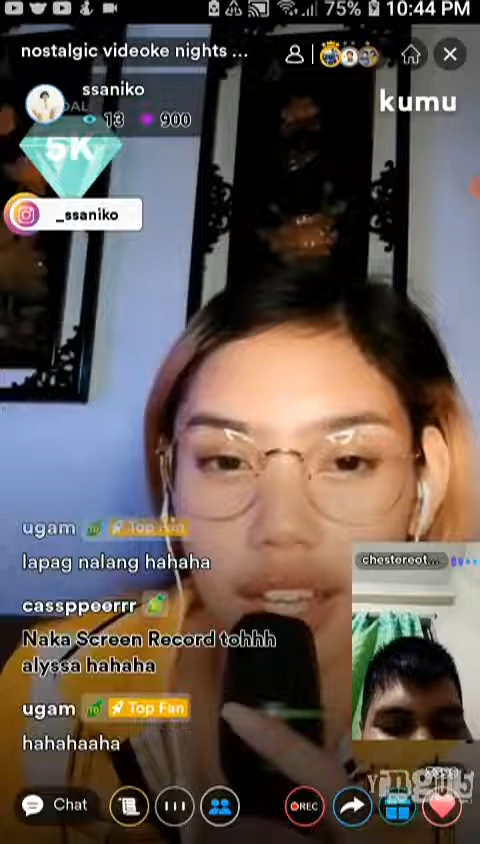 75% 10:44 PM
nostalgic videoke nights ...
ssaniko
13 900
kumu
5K
_ssaniko
ugam Top Fan
lapag nalang hahaha
chestereot...
cassppeerrr
Naka Screen Record tohhh
alyssa hahaha
ugam Top Fan
hahahaaha
Chat
REC